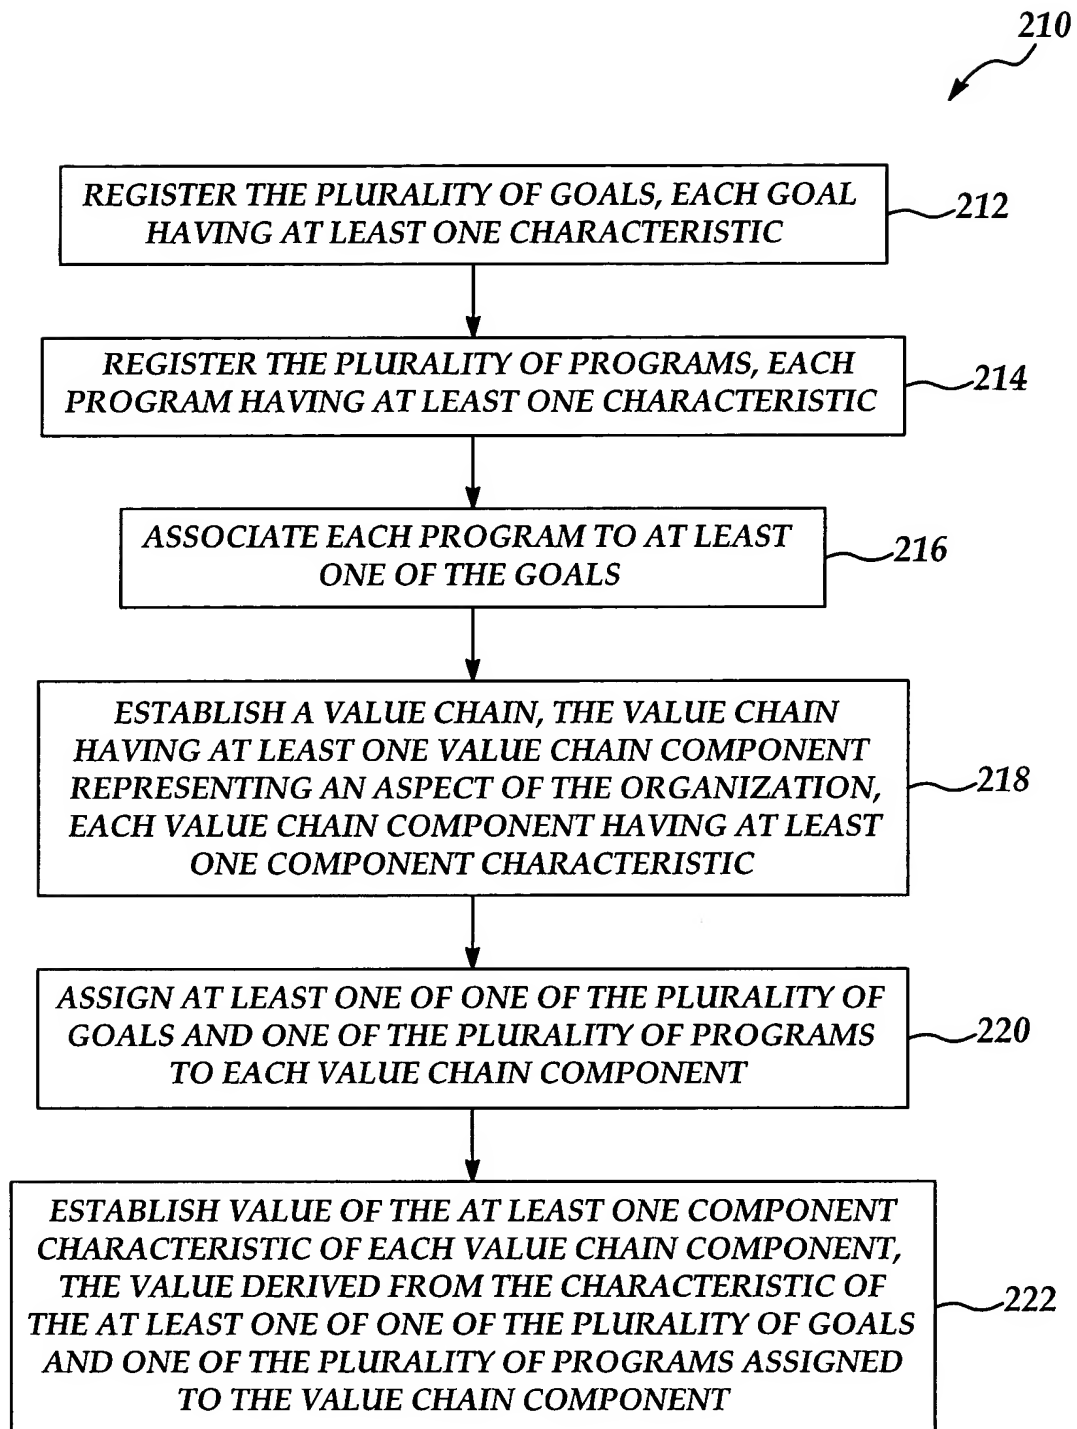 210
REGISTER THE PLURALITY OF GOALS, EACH GOAL
HAVING AT LEAST ONE CHARACTERISTIC
212
REGISTER THE PLURALITY OF PROGRAMS, EACH
PROGRAM HAVING AT LEAST ONE CHARACTERISTIC
214
ASSOCIATE EACH PROGRAM TO AT LEAST
ONE OF THE GOALS
216
ESTABLISH A VALUE CHAIN, THE VALUE CHAIN
HAVING AT LEAST ONE VALUE CHAIN COMPONENT
REPRESENTING AN ASPECT OF THE ORGANIZATION,
EACH VALUE CHAIN COMPONENT HAVING AT LEAST
ONE COMPONENT CHARACTERISTIC
218
ASSIGN AT LEAST ONE OF ONE OF THE PLURALITY OF
GOALS AND ONE OF THE PLURALITY OF PROGRAMS
TO EACH VALUE CHAIN COMPONENT
220
ESTABLISH VALUE OF THE AT LEAST ONE COMPONENT
CHARACTERISTIC OF EACH VALUE CHAIN COMPONENT,
THE VALUE DERIVED FROM THE CHARACTERISTIC OF
THE AT LEAST ONE OF ONE OF THE PLURALITY OF GOALS
AND ONE OF THE PLURALITY OF PROGRAMS ASSIGNED
TO THE VALUE CHAIN COMPONENT
222